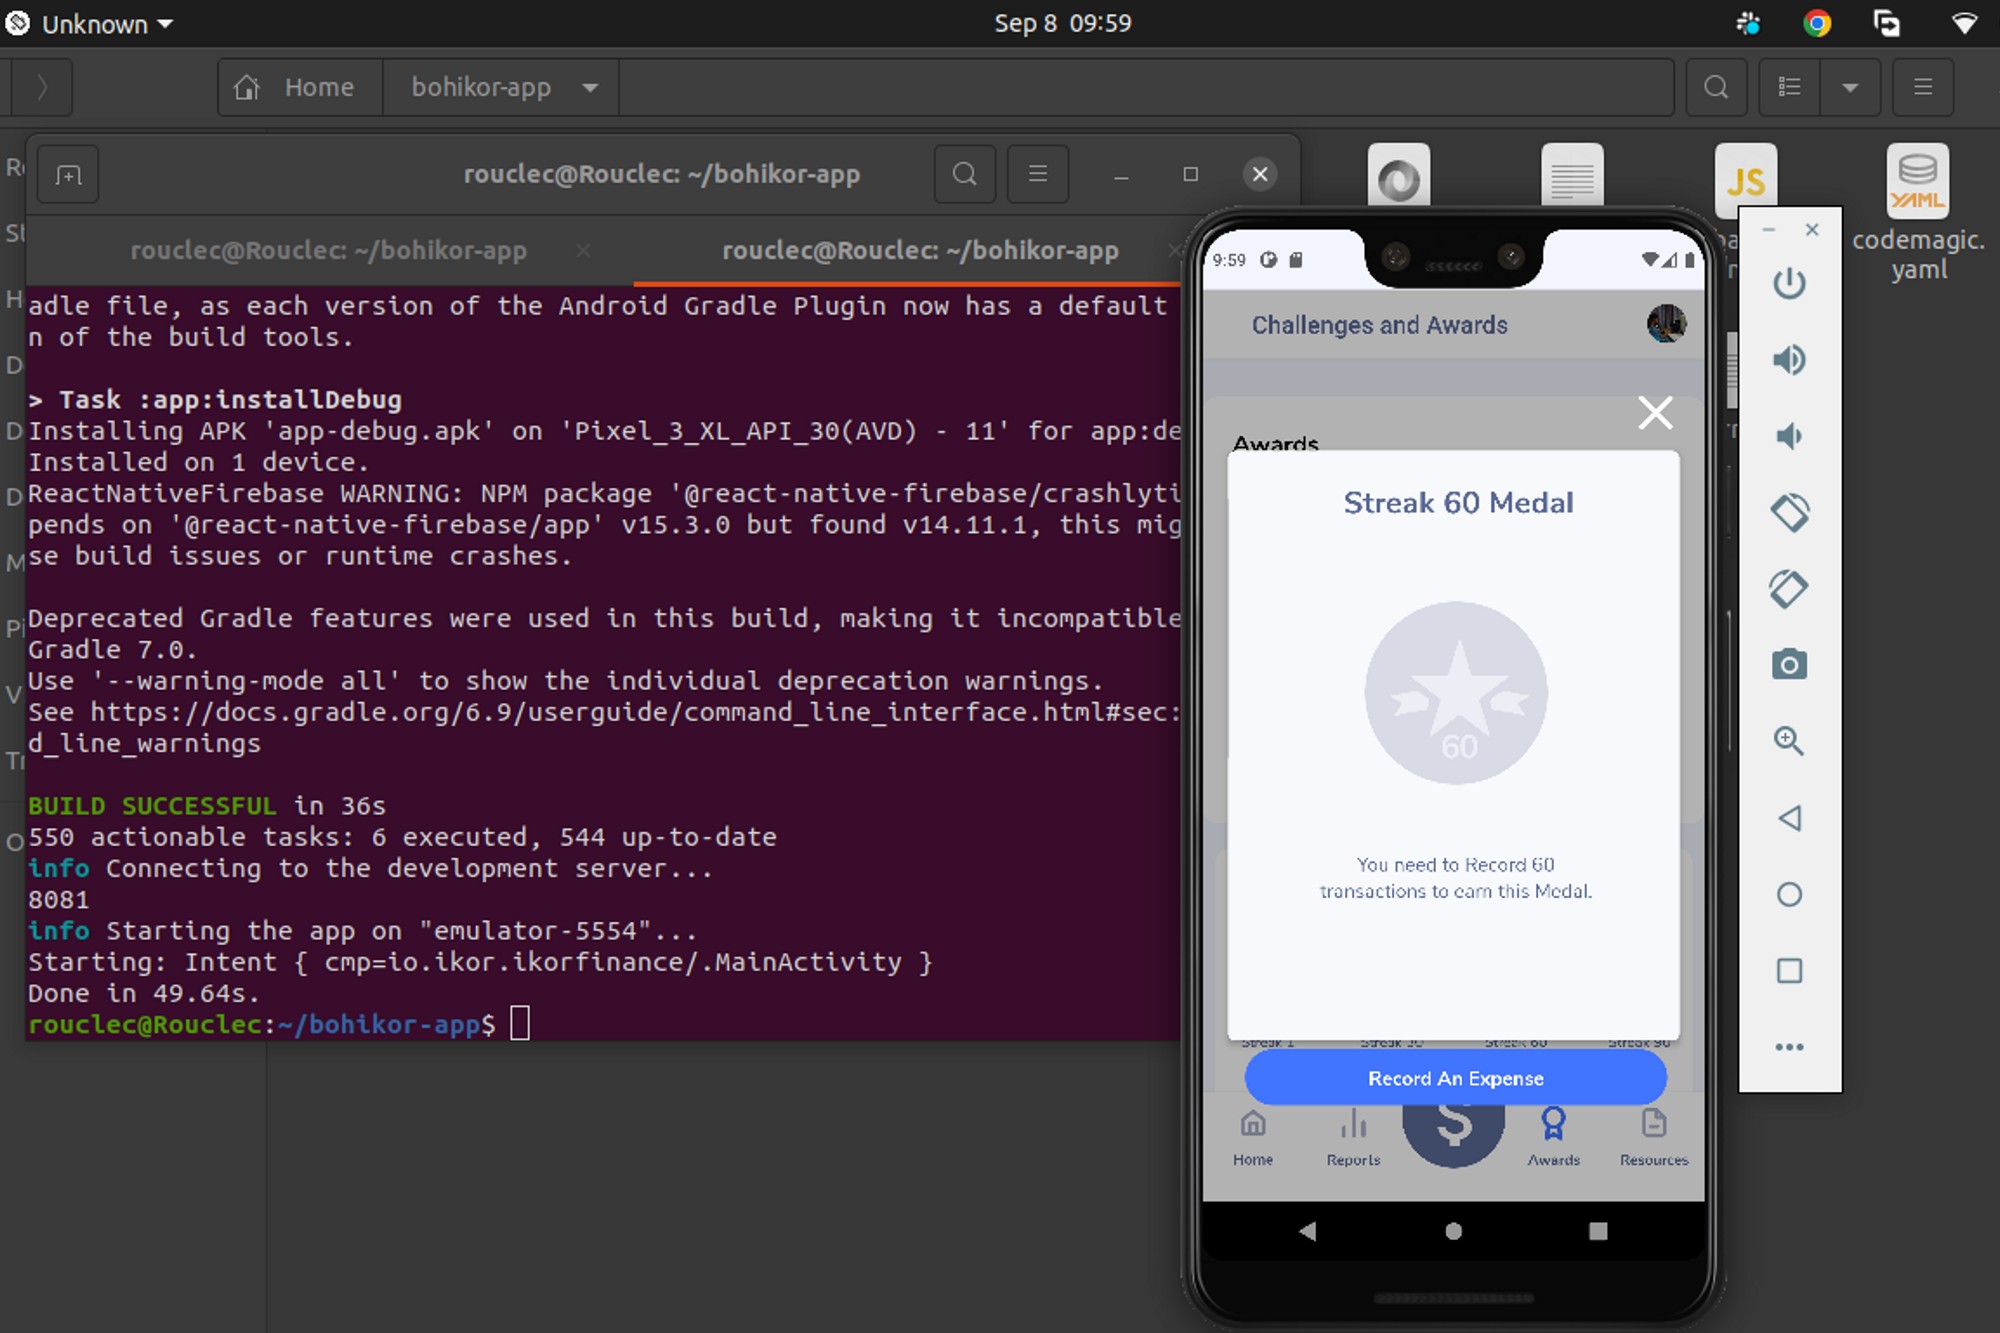 Unknown
Sep 8 09:59
Home
bohikor-app
rouclec@Rouclec: ~/bohikor-app
rouclec@Rouclec: ~/bohikor-app
rouclec@Rouclec: ~/bohikor-app
adle file, as each version of the Android Gradle Plugin now has a default
n of the build tools.
> Task :app:installDebug
Installing APK 'app-debug.apk' on 'Pixel_3_XL_API_30(AVD) - 11' for app:de
Installed on 1 device.
ReactNativeFirebase WARNING: NPM package '@react-native-firebase/crashlyti
pends on '@react-native-firebase/app' v15.3.0 but found v14.11.1, this mig
se build issues or runtime crashes.
Deprecated Gradle features were used in this build, making it incompatible
Gradle 7.0.
Use '--warning-mode all' to show the individual deprecation warnings.
See https://docs.gradle.org/6.9/userguide/command_line_interface.html#sec:
d_line_warnings
BUILD SUCCESSFUL in 36s
550 actionable tasks: 6 executed, 544 up-to-date
info Connecting to the development server...
8081
info Starting the app on "emulator-5554"...
Starting: Intent { cmp=io.ikor.ikorfinance/.MainActivity }
Done in 49.64s.
rouclec@Rouclec:~/bohikor-app$
JS
YAML
codemagic.
yaml
9:59
Challenges and Awards
Awards
Streak 60 Medal
60
You need to Record 60
transactions to earn this Medal.
Streak 1
Streak 30
Streak 60
Streak 90
Record An Expense
Home
Reports
Awards
Resources